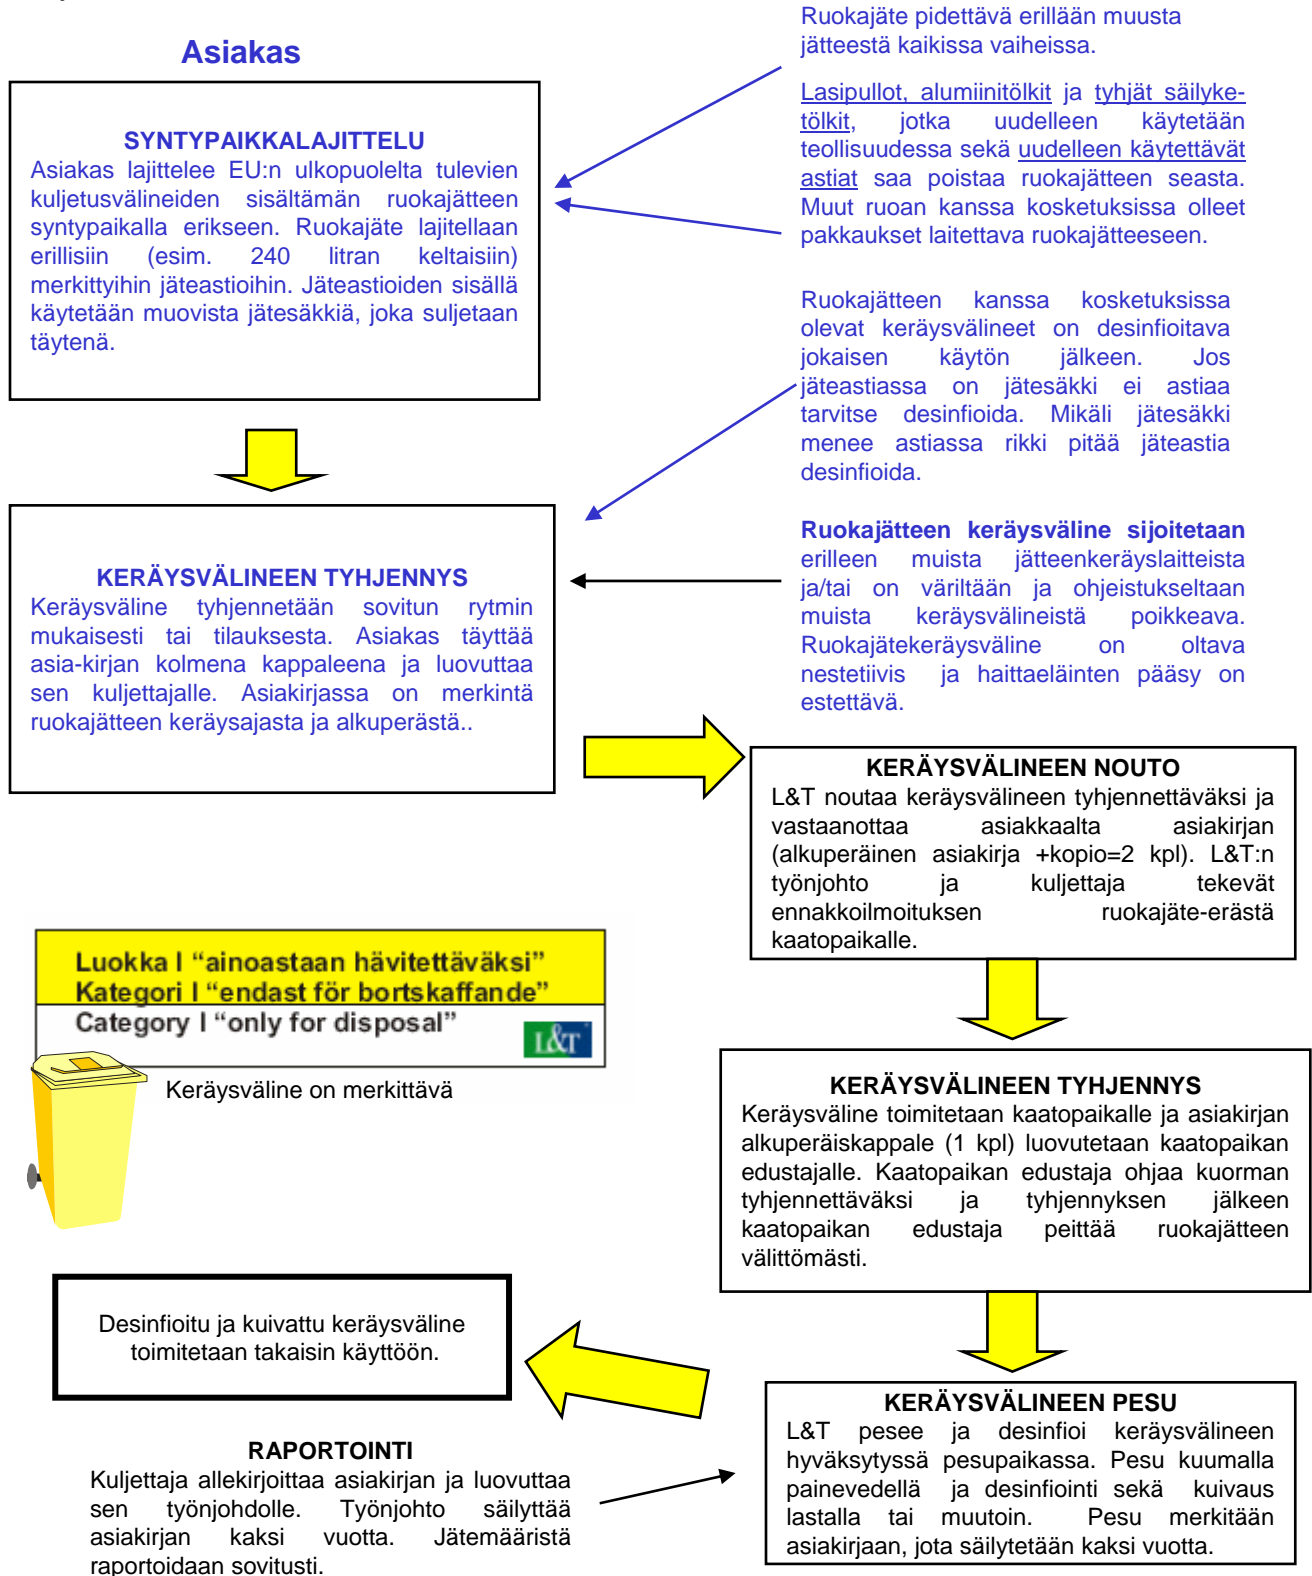 Asiakas
SYNTYPAIKKALAJITTELU
Asiakas lajittelee EU:n ulkopuolelta tulevien
kuljetusvälineiden sisältämän ruokajätteen
syntypaikalla erikseen. Ruokajäte lajitellaan
erillisiin (esim. 240 litran keltaisiin)
merkittyihin jäteastioihin. Jäteastioiden sisällä
käytetään muovista jätesäkkiä, joka suljetaan
täytenä.
Ruokajäte pidettävä erillään muusta
jätteestä kaikissa vaiheissa.
Lasipullot, alumiinitölkit ja tyhjät säilyke-
tölkit, jotka uudelleen käytetään
teollisuudessa sekä uudelleen käytettävät
astiat saa poistaa ruokajätteen seasta.
Muut ruoan kanssa kosketuksissa olleet
pakkaukset laitettava ruokajätteeseen.
Ruokajätteen kanssa kosketuksissa
olevat keräysvälineet on desinfioitava
jokaisen käytön jälkeen. Jos
jäteastiassa on jätesäkki ei astiaa
tarvitse desinfioida. Mikäli jätesäkki
menee astiassa rikki pitää jäteastia
desinfioida.
KERÄYSVÄLINEEN TYHJENNYS
Keräysväline tyhjennetään sovitun rytmin
mukaisesti tai tilauksesta. Asiakas täyttää
asia-kirjan kolmena kappaleena ja luovuttaa
sen kuljettajalle. Asiakirjassa on merkintä
ruokajätteen keräysajasta ja alkuperästä..
Ruokajätteen keräysväline sijoitetaan
erilleen muista jätteenkeräyslaitteista
ja/tai on väriltään ja ohjeistukseltaan
muista keräysvälineistä poikkeava.
Ruokajätekeräysväline on oltava
nestetiivis ja haittaeläinten pääsy on
estettävä.
KERÄYSVÄLINEEN NOUTO
L&T noutaa keräysvälineen tyhjennettäväksi ja
vastaanottaa asiakkaalta asiakirjan
(alkuperäinen asiakirja +kopio=2 kpl). L&T:n
työnjohto ja kuljettaja tekevät
ennakkoilmoituksen ruokajäte-erästä
kaatopaikalle.
Luokka I “ainoastaan hävitettäväksi”
Kategori I “endast för bortskaffande”
Category I “only for disposal”
L&T
Keräysväline on merkittävä
KERÄYSVÄLINEEN TYHJENNYS
Keräysväline toimitetaan kaatopaikalle ja asiakirjan
alkuperäiskappale (1 kpl) luovutetaan kaatopaikan
edustajalle. Kaatopaikan edustaja ohjaa kuorman
tyhjennettäväksi ja tyhjennyksen jälkeen
kaatopaikan edustaja peittää ruokajätteen
välittömästi.
Desinfioitu ja kuivattu keräysväline
toimitetaan takaisin käyttöön.
KERÄYSVÄLINEEN PESU
L&T pesee ja desinfioi keräysvälineen
hyväksytyssä pesupaikassa. Pesu kuumalla
painevedellä ja desinfiointi sekä kuivaus
lastalla tai muutoin. Pesu merkitään
asiakirjaan, jota säilytetään kaksi vuotta.
RAPORTOINTI
Kuljettaja allekirjoittaa asiakirjan ja luovuttaa
sen työnjohdolle. Työnjohto säilyttää
asiakirjan kaksi vuotta. Jätemääristä
raportoidaan sovitusti.